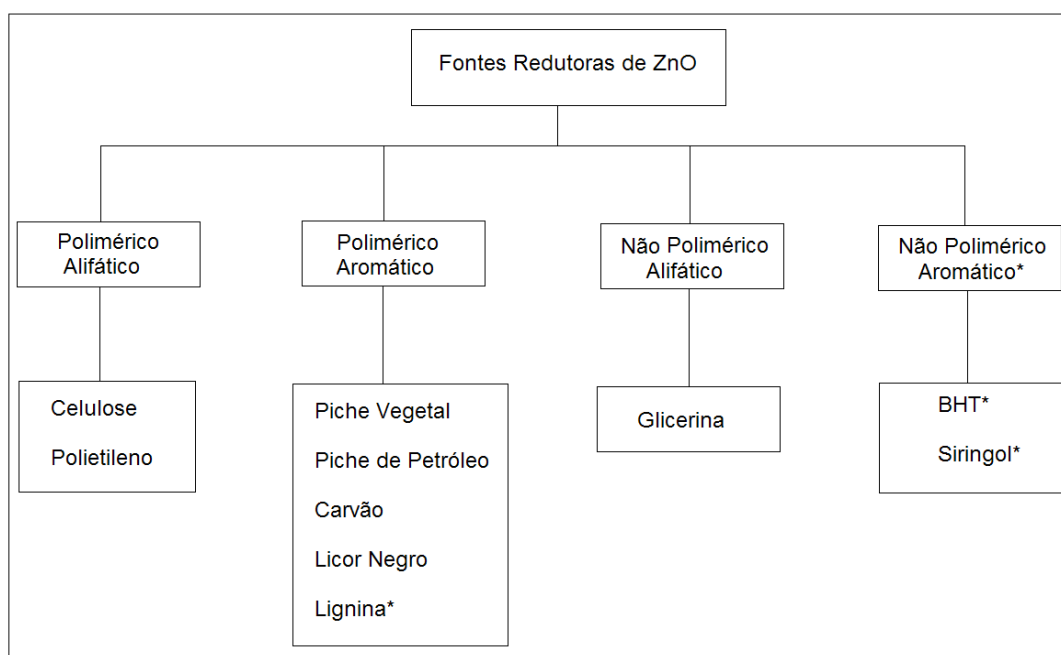 Fontes Redutoras de ZnO
Polimérico
Alifático
Polimérico
Aromático
Não Polimérico
Alifático
Não Polimérico
Aromático*
Celulose
Polietileno
Piche Vegetal
Piche de Petróleo
Carvão
Licor Negro
Lignina*
Glicerina
BHT*
Siringol*